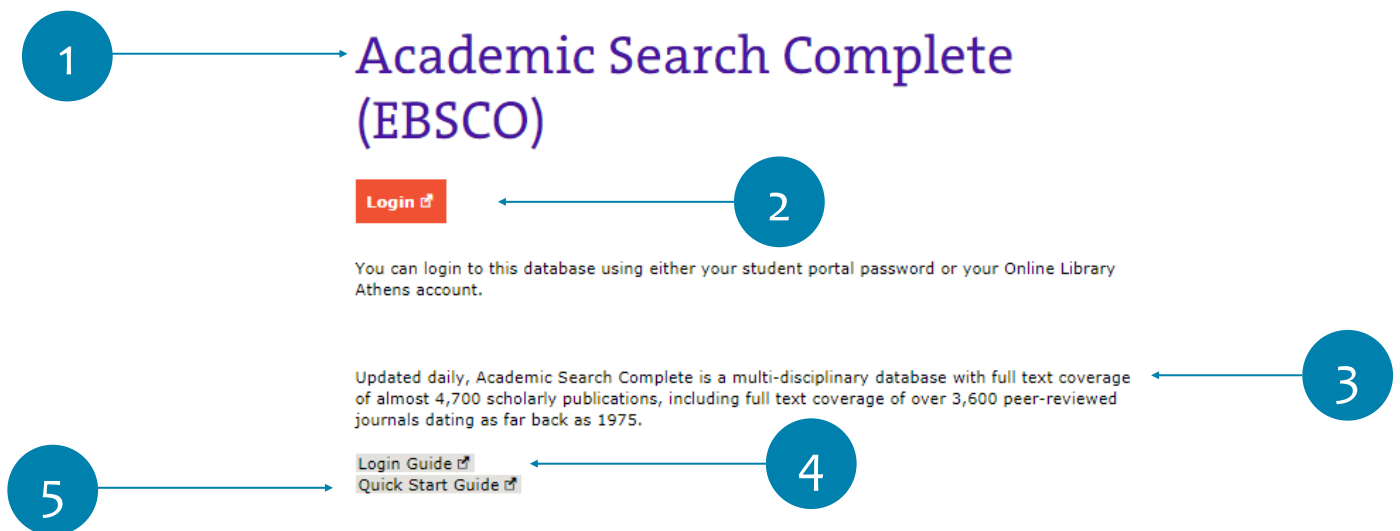 1
Academic Search Complete
(EBSCO)
Login
2
You can login to this database using either your student portal password or your Online Library
Athens account.
Updated daily, Academic Search Complete is a multi-disciplinary database with full text coverage
of almost 4,700 scholarly publications, including full text coverage of over 3,600 peer-reviewed
journals dating as far back as 1975.
3
Login Guide
4
5
Quick Start Guide